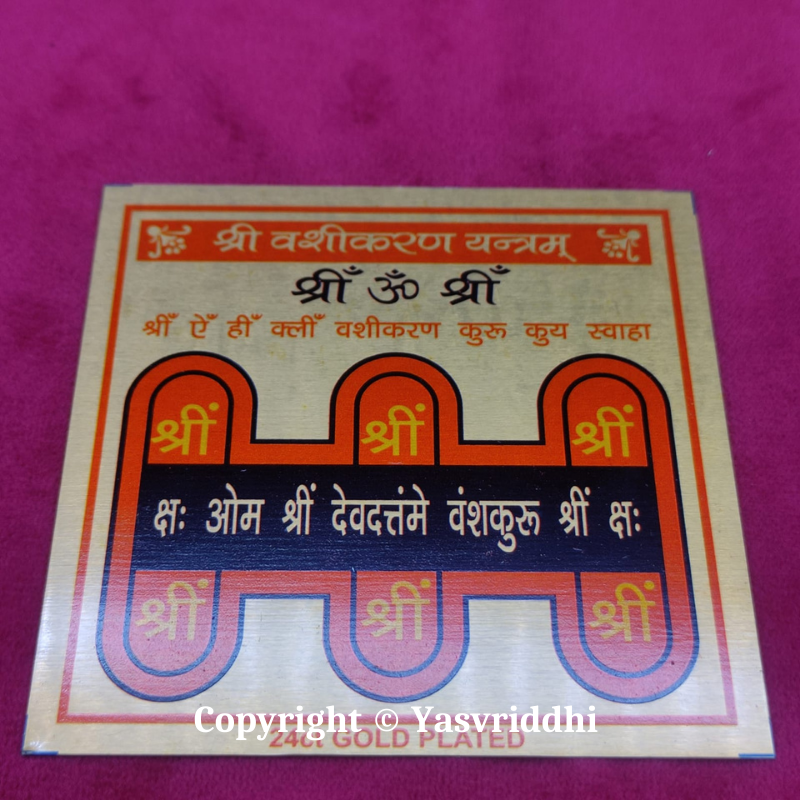 श्री वशीकरण यन्त्रम्
श्रीँ ॐ श्रीँ
श्रीँ ऐँ हीँ क्लीँ वशीकरण कुरू कुय स्वाहा
श्रीं श्रीं श्रीं
क्षः ओम श्रीं देवदत्तंमे वंशकुरू श्रीं क्षः
श्रीं श्रीं श्रीं
Copyright © Yasvriddhi
24ct GOLD PLATED